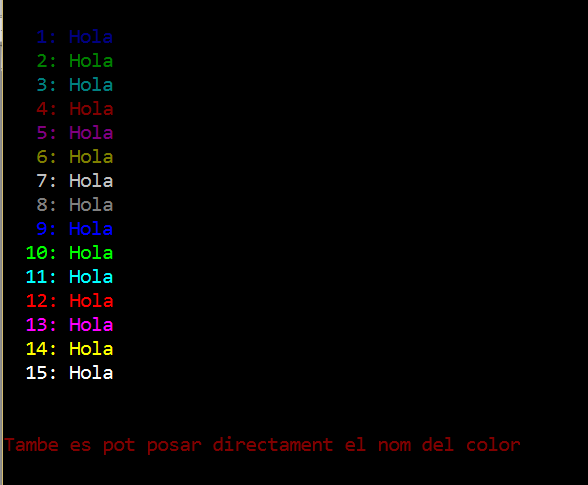 1: Hola
2: Hola
3: Hola
4: Hola
5: Hola
6: Hola
7: Hola
8: Hola
9: Hola
10: Hola
11: Hola
12: Hola
13: Hola
14: Hola
15: Hola
Tambe es pot posar directament el nom del color